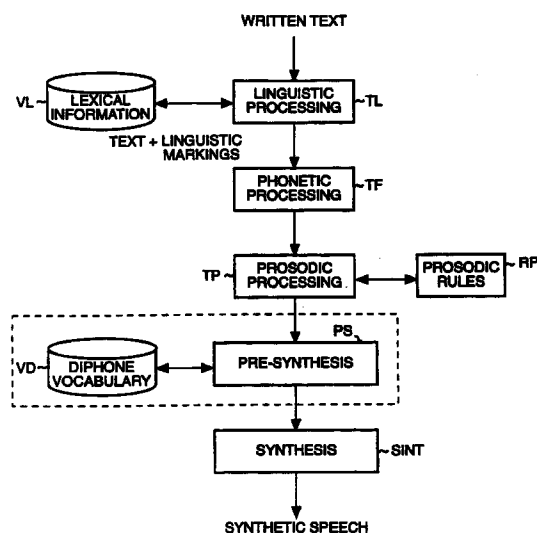 WRITTEN TEXT
VL
LEXICAL
INFORMATION
LINGUISTIC
PROCESSING
TL
TEXT + LINGUISTIC
MARKINGS
PHONETIC
PROCESSING
TF
TP
PROSODIC
PROCESSING
PROSODIC
RULES
RP
PS
VD
DIPHONE
VOCABULARY
PRE-SYNTHESIS
SYNTHESIS
SINT
SYNTHETIC SPEECH